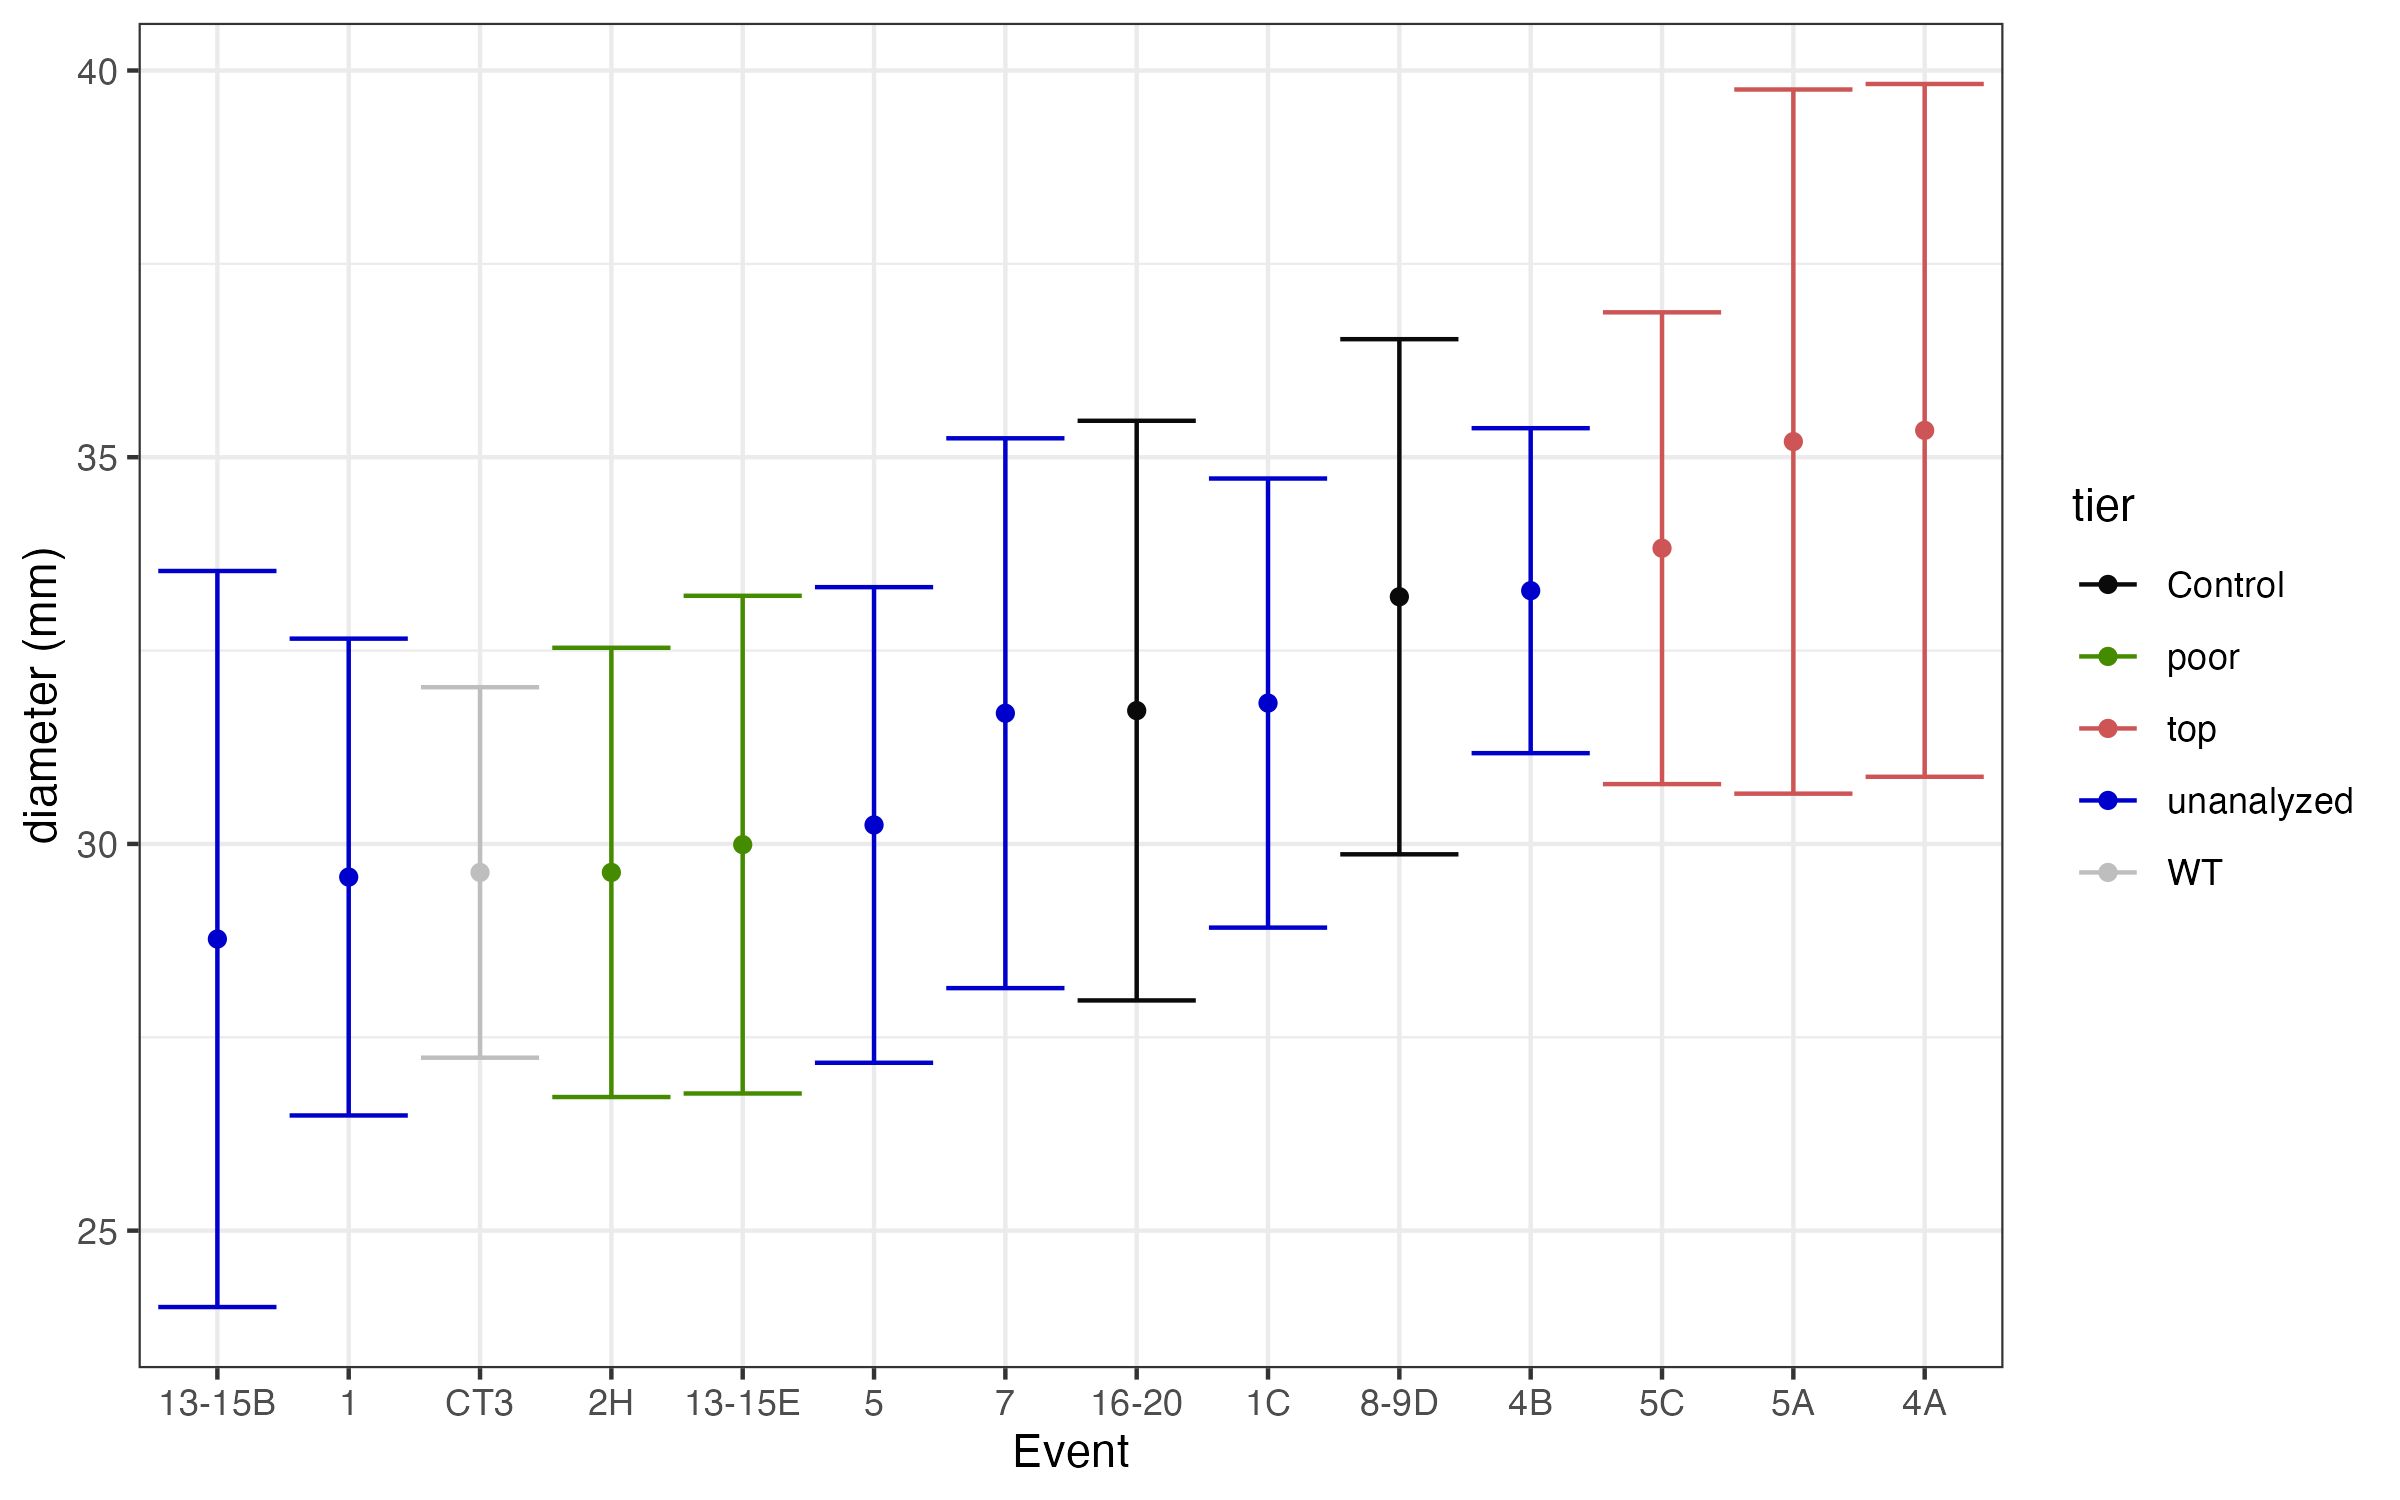 40
35
30
25
diameter (mm)
13-15B 1 CT3 2H 13-15E 5 7 16-20 1C 8-9D 4B 5C 5A 4A
Event
tier
Control
poor
top
unanalyzed
WT